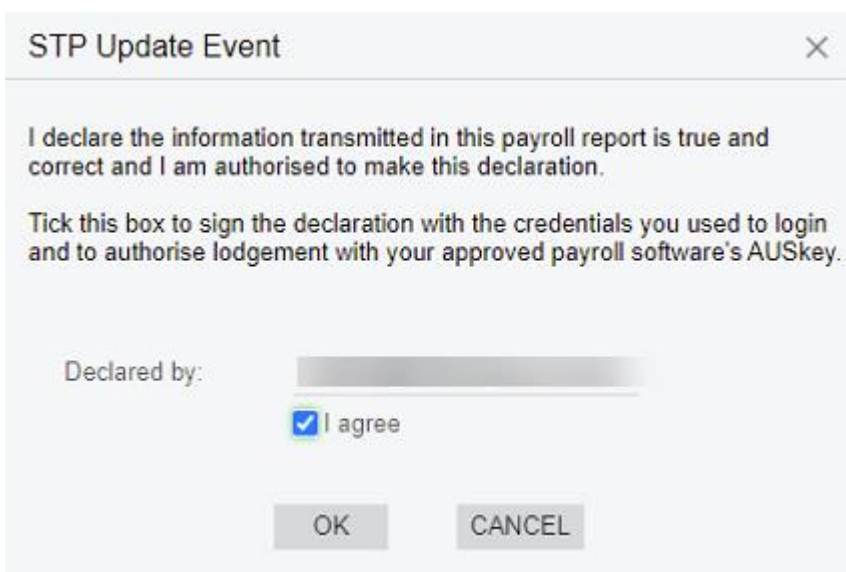 STP Update Event
I declare the information transmitted in this payroll report is true and
correct and I am authorised to make this declaration.
Tick this box to sign the declaration with the credentials you used to login
and to authorise lodgement with your approved payroll software's AUSkey.
Declared by:
I agree
OK CANCEL